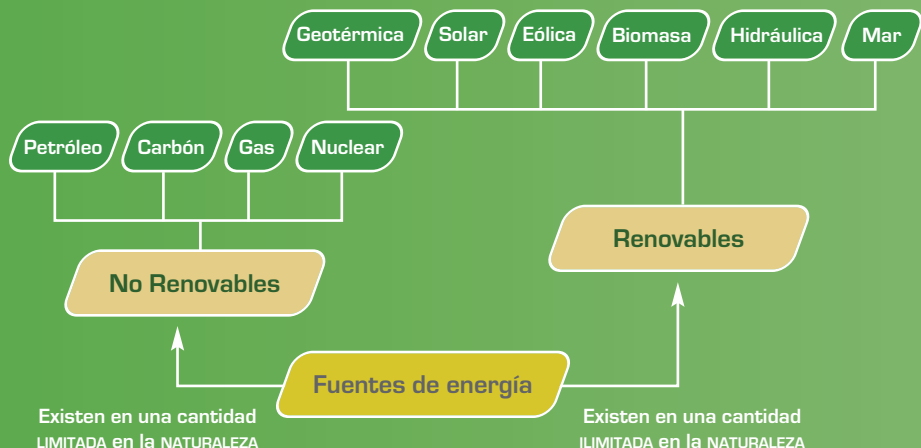 Geotérmica
Solar
Eólica
Biomasa
Hidráulica
Mar
Petróleo
Carbón
Gas
Nuclear
Renovables
No Renovables
Fuentes de energía
Existen en una cantidad
LIMITADA en la NATURALEZA
Existen en una cantidad
ILIMITADA en la NATURALEZA